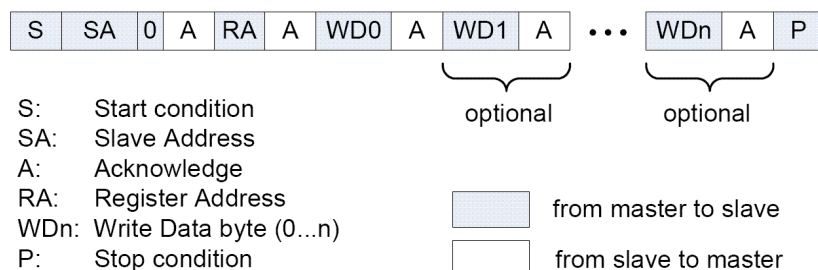 S SA 0 A RA A WD0 A WD1 A ••• WDn A P
optional optional
S: Start condition
SA: Slave Address
A: Acknowledge
RA: Register Address
WDn: Write Data byte (0...n)
P: Stop condition
from master to slave
from slave to master